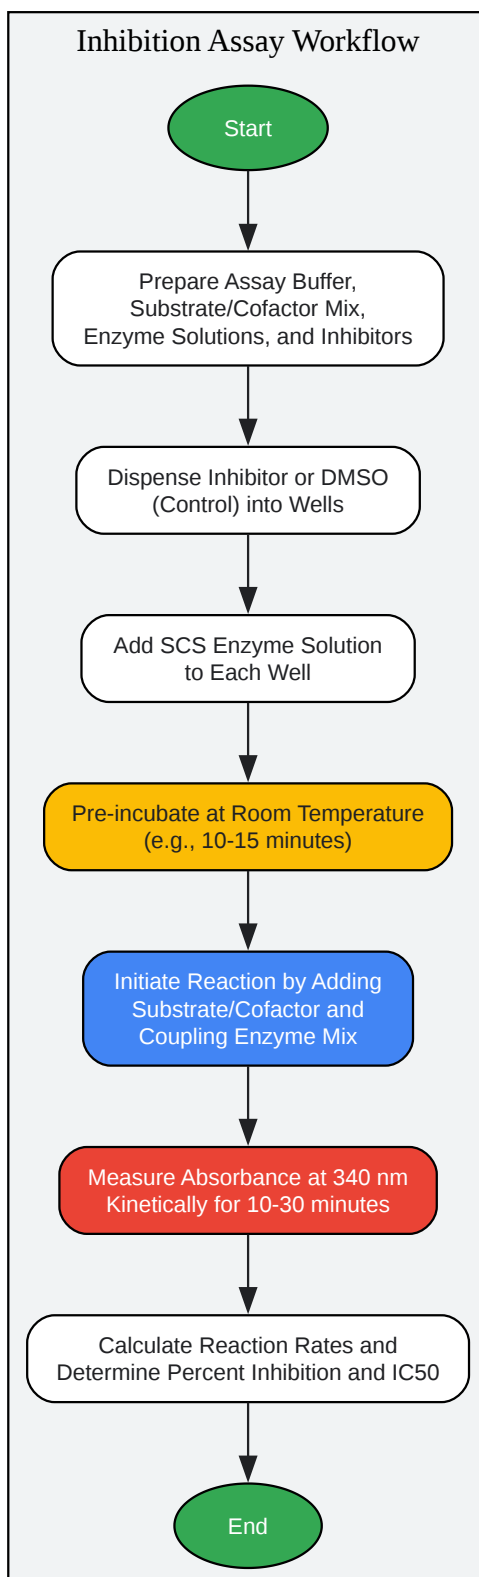 Inhibition Assay Workflow
Start
Prepare Assay Buffer,
Substrate/Cofactor Mix,
Enzyme Solutions, and Inhibitors
Dispense Inhibitor or DMSO
(Control) into Wells
Add SCS Enzyme Solution
to Each Well
Pre-incubate at Room Temperature
(e.g., 10-15 minutes)
Initiate Reaction by Adding
Substrate/Cofactor and
Coupling Enzyme Mix
Measure Absorbance at 340 nm
Kinetically for 10-30 minutes
Calculate Reaction Rates and
Determine Percent Inhibition and IC50
End